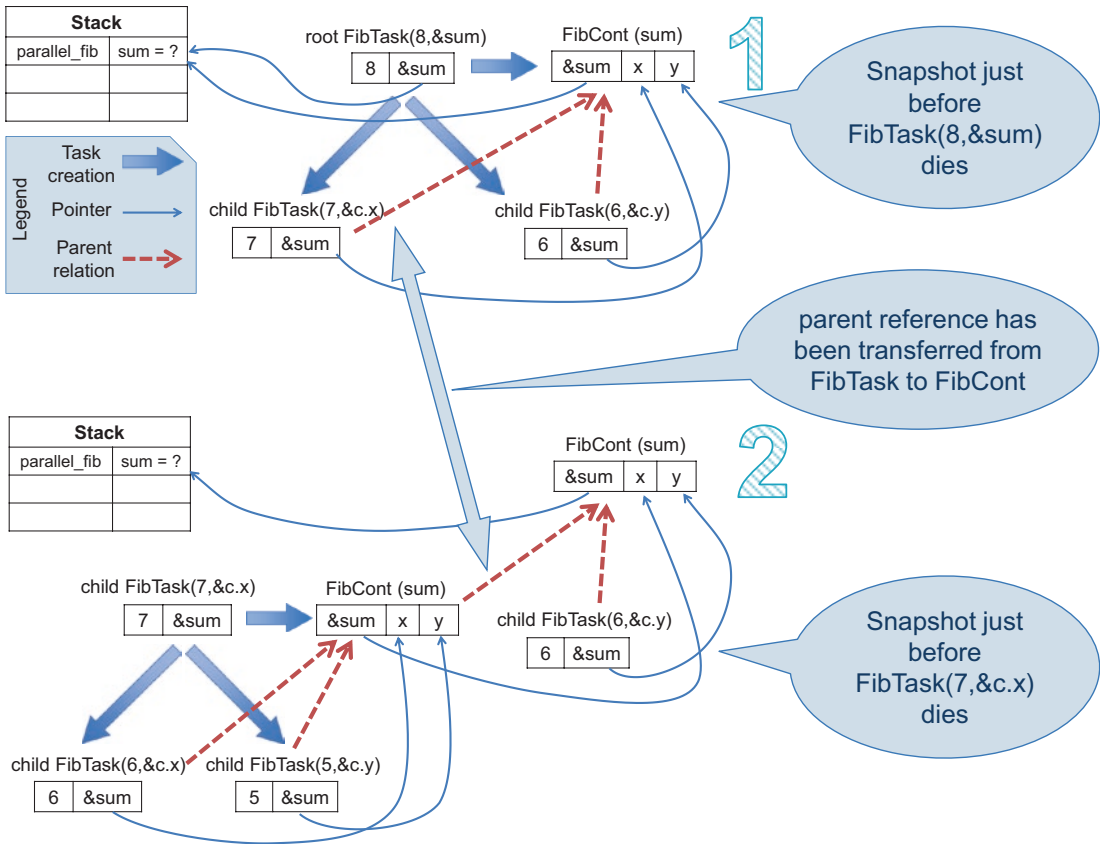 Stack
parallel_fib sum = ?
root FibTask(8,&sum)
8 &sum
FibCont (sum)
&sum x y
1
Snapshot just
before
FibTask(8,&sum)
dies
Legend
Task
creation
Pointer
Parent
relation
child FibTask(7,&c.x)
7 &sum
child FibTask(6,&c.y)
6 &sum
parent reference has
been transferred from
FibTask to FibCont
Stack
parallel_fib sum = ?
FibCont (sum)
&sum x y
2
child FibTask(7,&c.x)
7 &sum
FibCont (sum)
&sum x y
child FibTask(6,&c.y)
6 &sum
Snapshot just
before
FibTask(7,&c.x)
dies
child FibTask(6,&c.x)
6 &sum
child FibTask(5,&c.y)
5 &sum